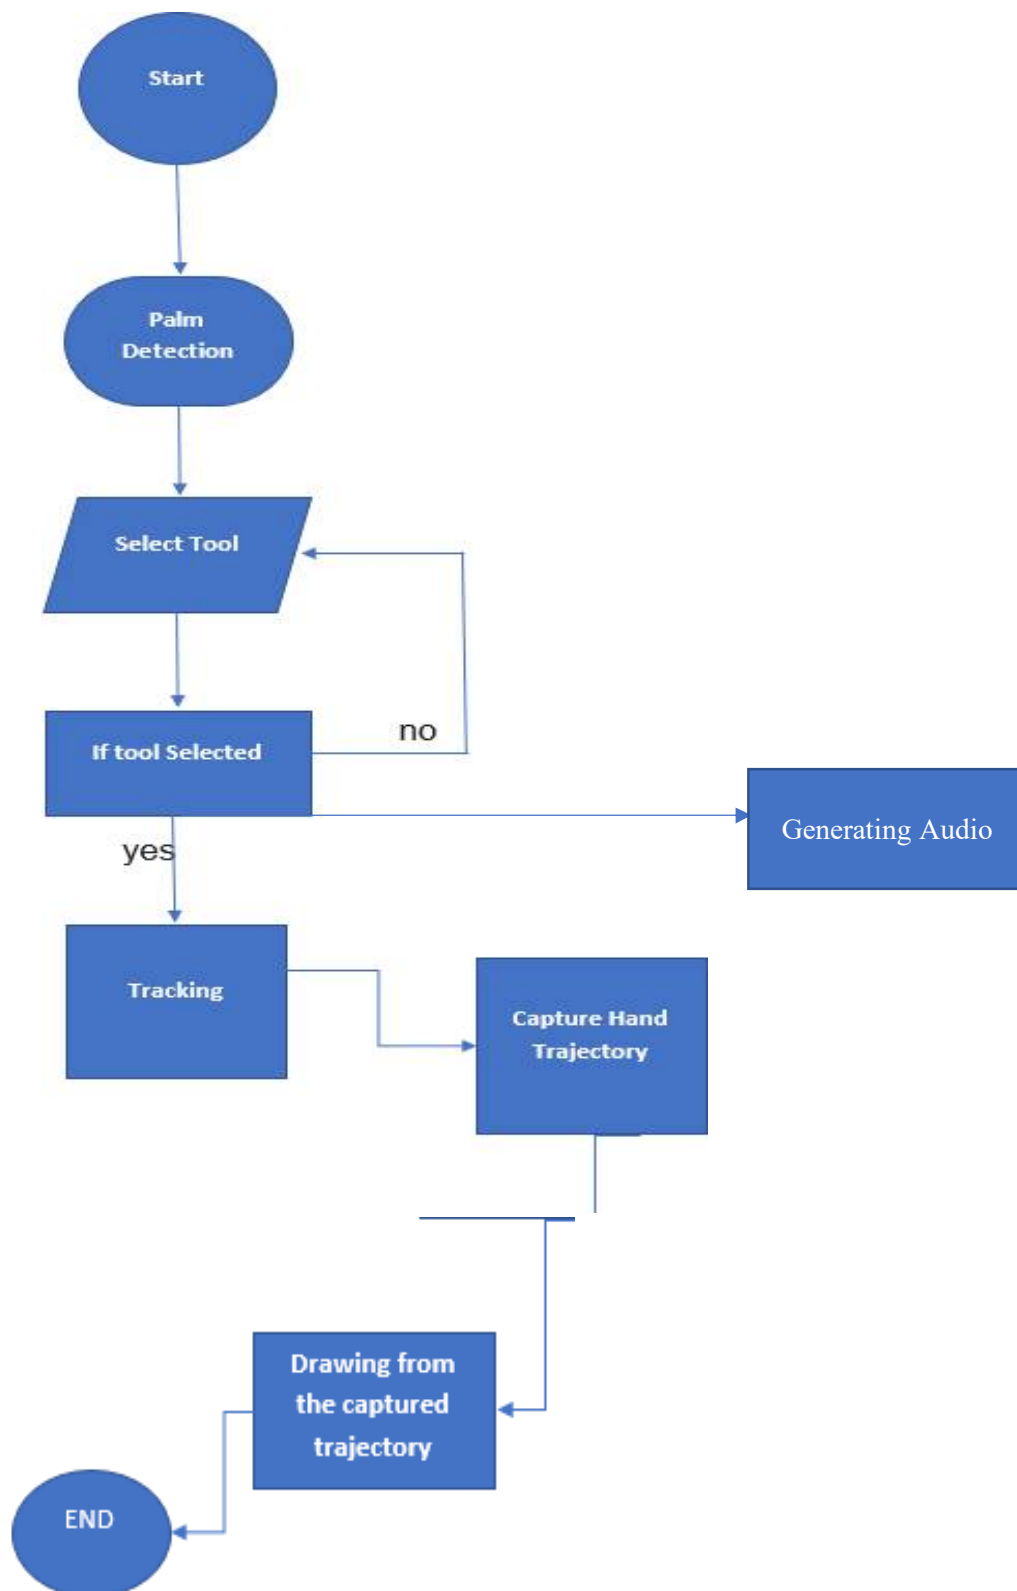 Start
Palm
Detection
Select Tool
If tool Selected
no
Generating Audio
yes
Tracking
Capture Hand
Trajectory
Drawing from
the captured
trajectory
END